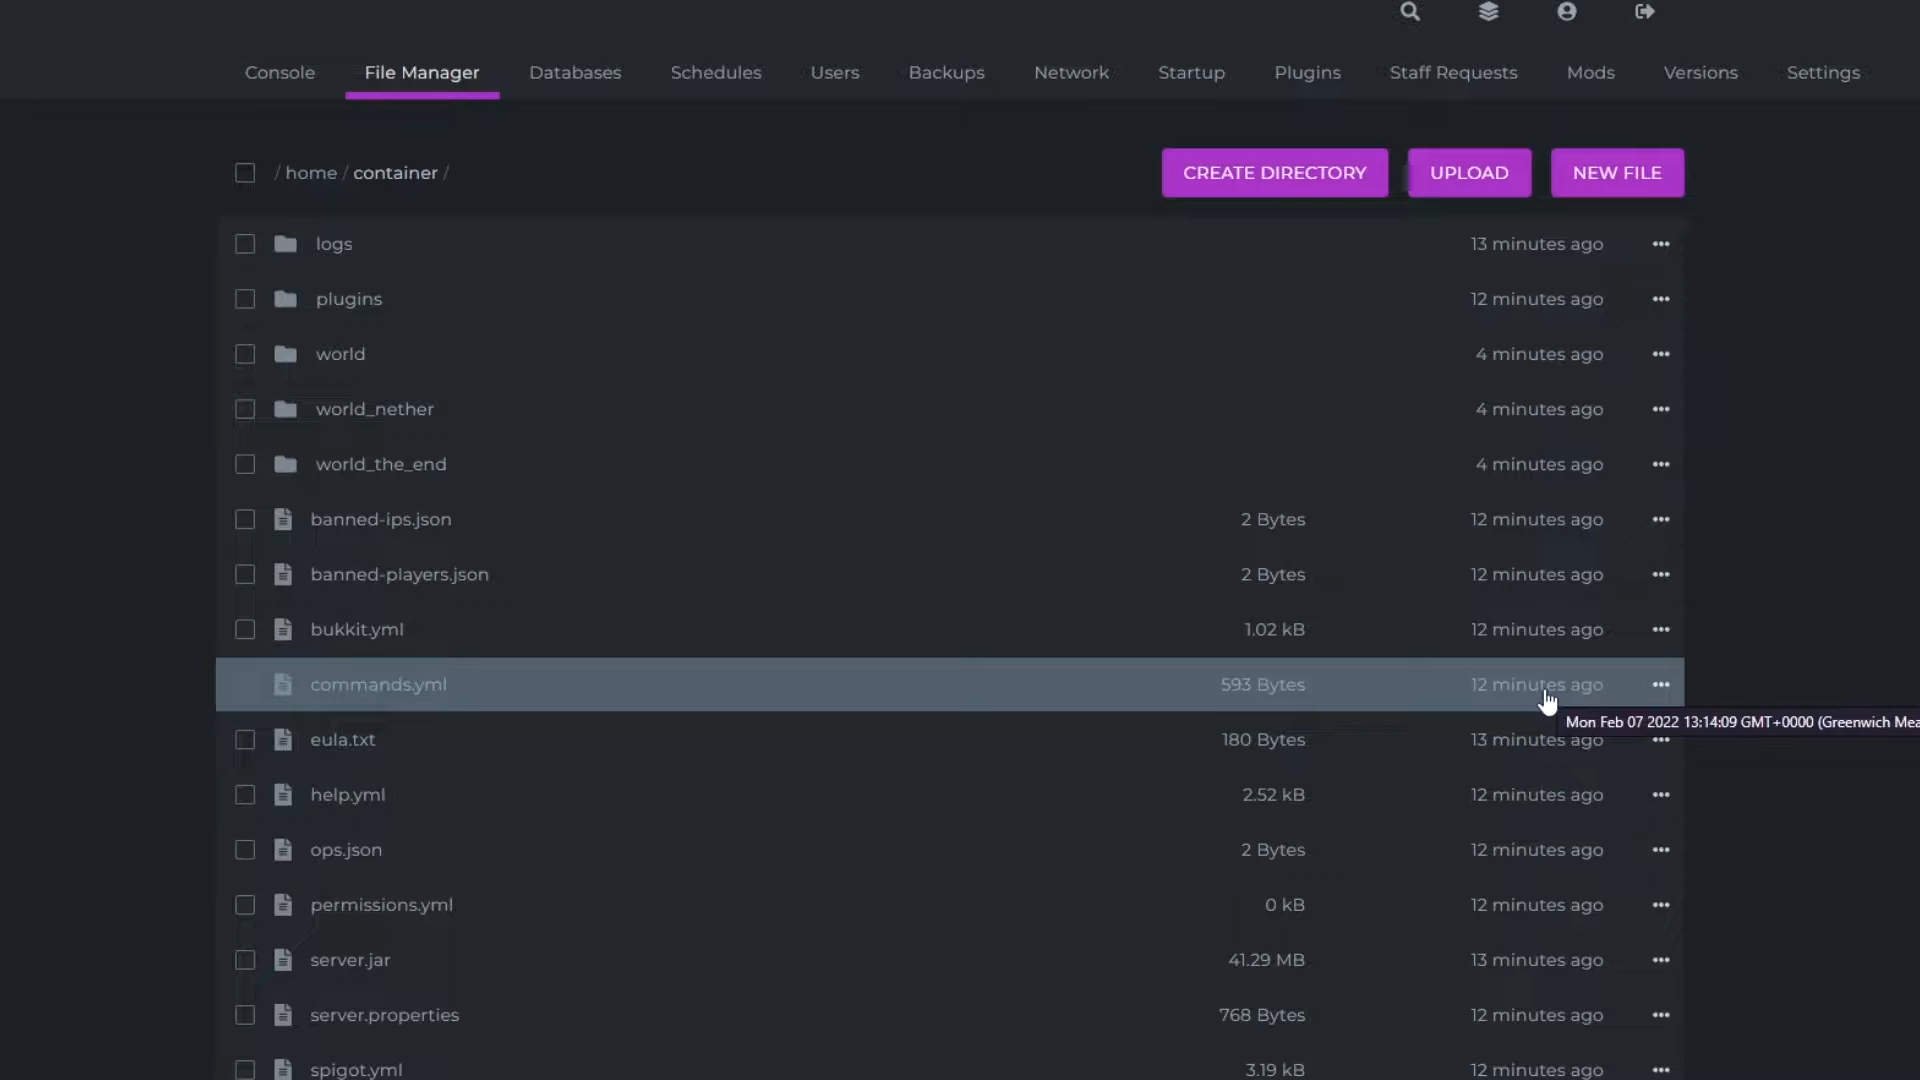 Console File Manager Databases Schedules Users Backups Network Startup Plugins Staff Requests Mods Versions Settings
/ home / container / CREATE DIRECTORY UPLOAD NEW FILE
logs 13 minutes ago
plugins 12 minutes ago
world 4 minutes ago
world_nether 4 minutes ago
world_the_end 4 minutes ago
banned-ips.json 2 Bytes 12 minutes ago
banned-players.json 2 Bytes 12 minutes ago
bukkit.yml 1.02 kB 12 minutes ago
commands.yml 593 Bytes 12 minutes ago
Mon Feb 07 2022 13:14:09 GMT+0000 (Greenwich Mea
eula.txt 180 Bytes 13 minutes ago
help.yml 2.52 kB 12 minutes ago
ops.json 2 Bytes 12 minutes ago
permissions.yml 0 kB 12 minutes ago
server.jar 41.29 MB 13 minutes ago
server.properties 768 Bytes 12 minutes ago
spigot.yml 3.19 kB 12 minutes ago